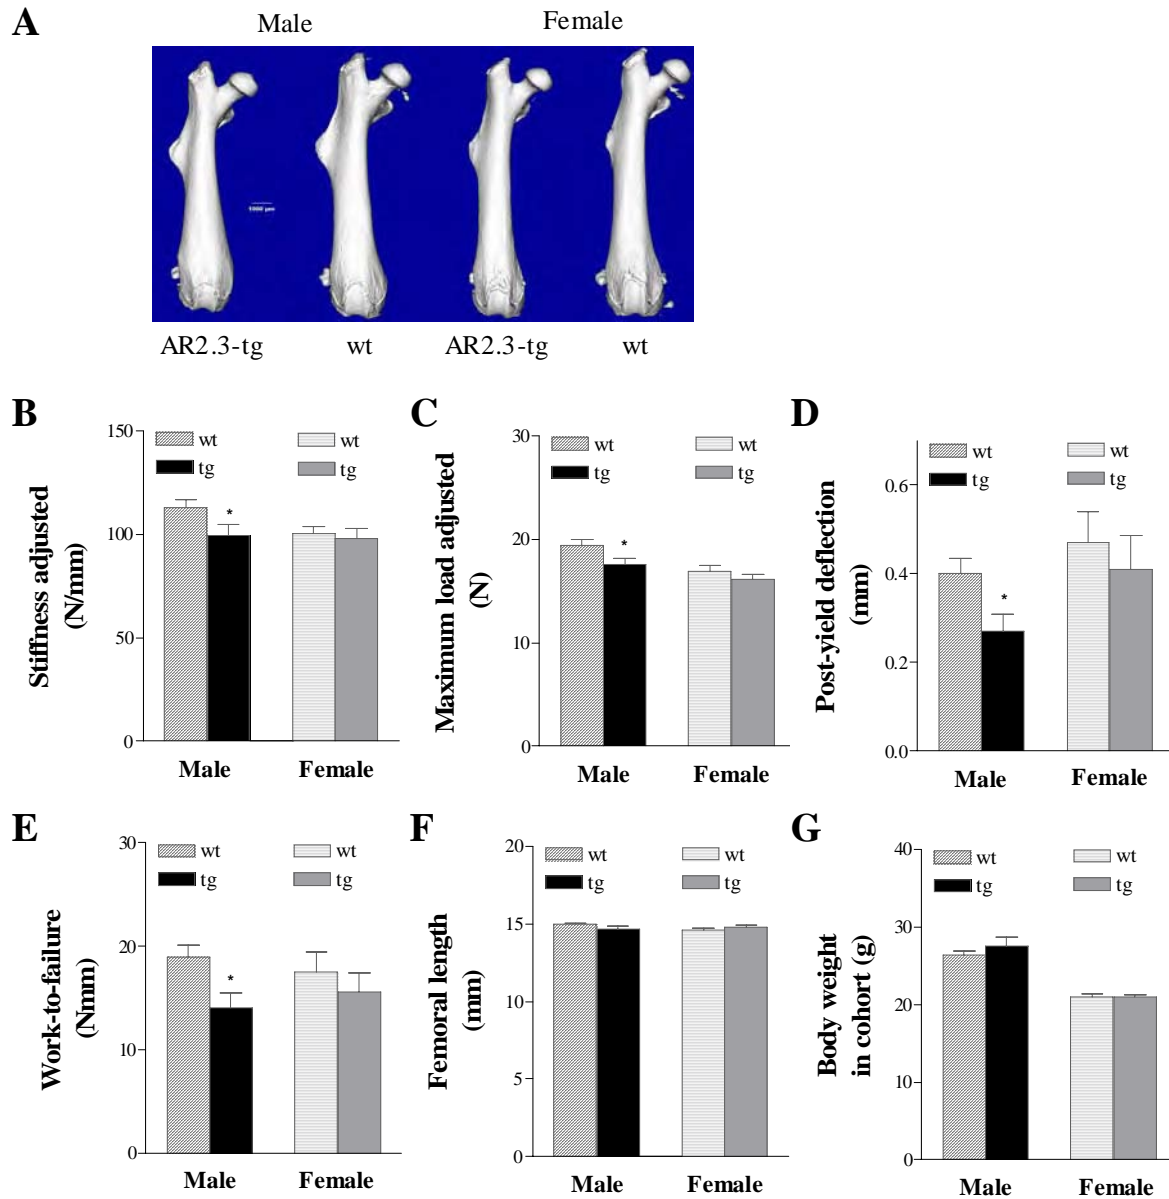 A
Male Female
1000 µm
AR2.3-tg wt AR2.3-tg wt
B
Stiffness adjusted
(N/mm)
150
100
50
0
wt
tg
wt
tg
*
Male Female
C
Maximum load adjusted
(N)
30
20
10
0
wt
tg
wt
tg
*
Male Female
D
Post-yield deflection
(mm)
0.6
0.4
0.2
0.0
wt
tg
wt
tg
*
Male Female
E
Work-to-failure
(Nmm)
30
20
10
0
wt
tg
wt
tg
*
Male Female
F
Femoral length
(mm)
20
15
10
5
0
wt
tg
wt
tg
Male Female
G
Body weight
in cohort (g)
40
30
20
10
0
wt
tg
wt
tg
Male Female